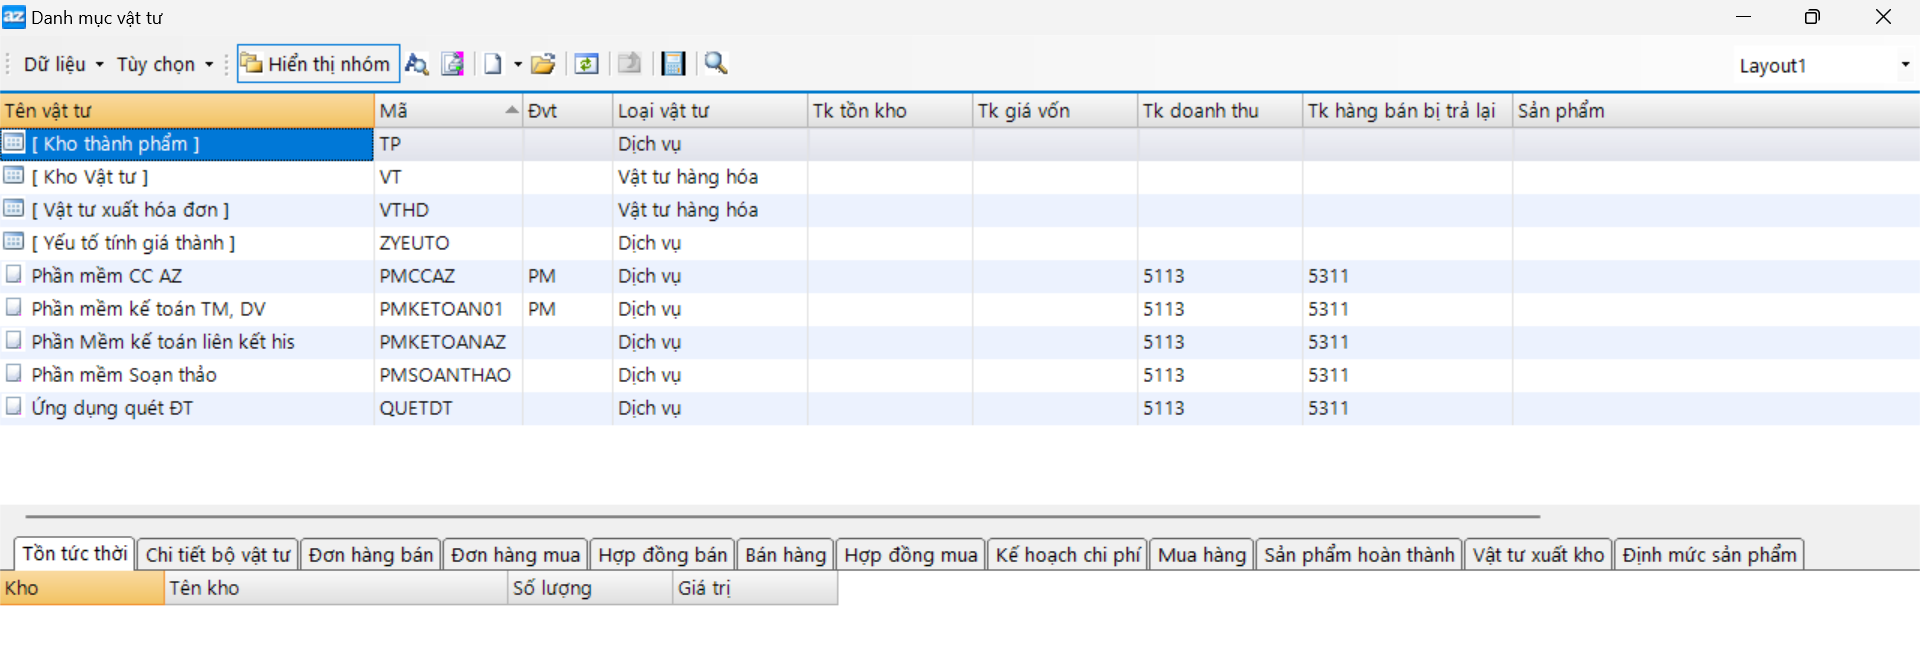 az Danh mục vật tư
Dữ liệu Tùy chọn Hiển thị nhóm Layout1
Tên vật tư Mã Đvt Loại vật tư Tk tồn kho Tk giá vốn Tk doanh thu Tk hàng bán bị trả lại Sản phẩm
[ Kho thành phẩm ] TP Dịch vụ
[ Kho Vật tư ] VT Vật tư hàng hóa
[ Vật tư xuất hóa đơn ] VTHD Vật tư hàng hóa
[ Yếu tố tính giá thành ] ZYEUTO Dịch vụ
Phần mềm CC AZ PMCCAZ PM Dịch vụ 5113 5311
Phần mềm kế toán TM, DV PMKETOAN01 PM Dịch vụ 5113 5311
Phần Mềm kế toán liên kết his PMKETOANAZ Dịch vụ 5113 5311
Phần mềm Soạn thảo PMSOANTHAO Dịch vụ 5113 5311
Ứng dụng quét ĐT QUETDT Dịch vụ 5113 5311
Tồn tức thời Chi tiết bộ vật tư Đơn hàng bán Đơn hàng mua Hợp đồng bán Bán hàng Hợp đồng mua Kế hoạch chi phí Mua hàng Sản phẩm hoàn thành Vật tư xuất kho Định mức sản phẩm
Kho Tên kho Số lượng Giá trị